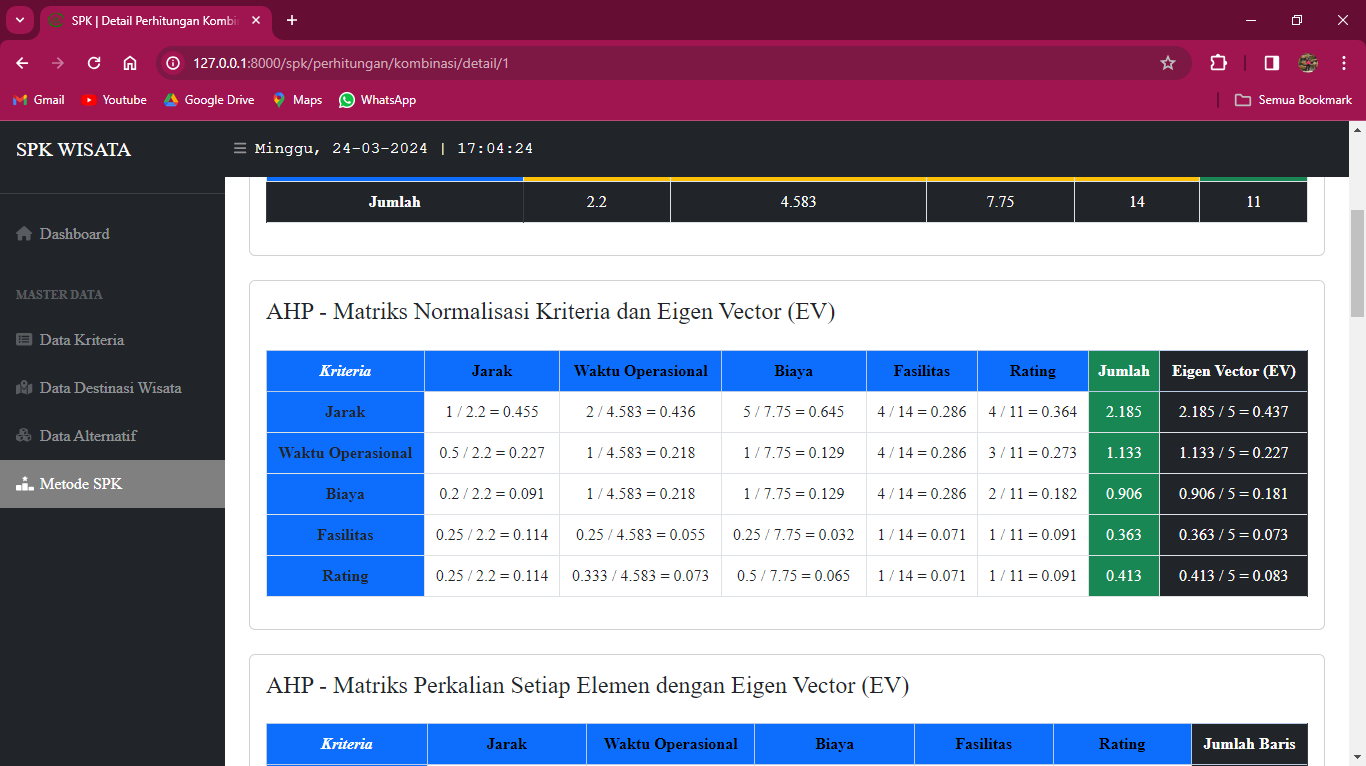 SPK | Detail Perhitungan Kombi
127.0.0.1:8000/spk/perhitungan/kombinasi/detail/1
Gmail Youtube Google Drive Maps WhatsApp Semua Bookmark
SPK WISATA
Minggu, 24-03-2024 | 17:04:24
Dashboard
MASTER DATA
Data Kriteria
Data Destinasi Wisata
Data Alternatif
Metode SPK
Jumlah 2.2 4.583 7.75 14 11
AHP - Matriks Normalisasi Kriteria dan Eigen Vector (EV)
Kriteria Jarak Waktu Operasional Biaya Fasilitas Rating Jumlah Eigen Vector (EV)
Jarak 1 / 2.2 = 0.455 2 / 4.583 = 0.436 5 / 7.75 = 0.645 4 / 14 = 0.286 4 / 11 = 0.364 2.185 2.185 / 5 = 0.437
Waktu Operasional 0.5 / 2.2 = 0.227 1 / 4.583 = 0.218 1 / 7.75 = 0.129 4 / 14 = 0.286 3 / 11 = 0.273 1.133 1.133 / 5 = 0.227
Biaya 0.2 / 2.2 = 0.091 1 / 4.583 = 0.218 1 / 7.75 = 0.129 4 / 14 = 0.286 2 / 11 = 0.182 0.906 0.906 / 5 = 0.181
Fasilitas 0.25 / 2.2 = 0.114 0.25 / 4.583 = 0.055 0.25 / 7.75 = 0.032 1 / 14 = 0.071 1 / 11 = 0.091 0.363 0.363 / 5 = 0.073
Rating 0.25 / 2.2 = 0.114 0.333 / 4.583 = 0.073 0.5 / 7.75 = 0.065 1 / 14 = 0.071 1 / 11 = 0.091 0.413 0.413 / 5 = 0.083
AHP - Matriks Perkalian Setiap Elemen dengan Eigen Vector (EV)
Kriteria Jarak Waktu Operasional Biaya Fasilitas Rating Jumlah Baris